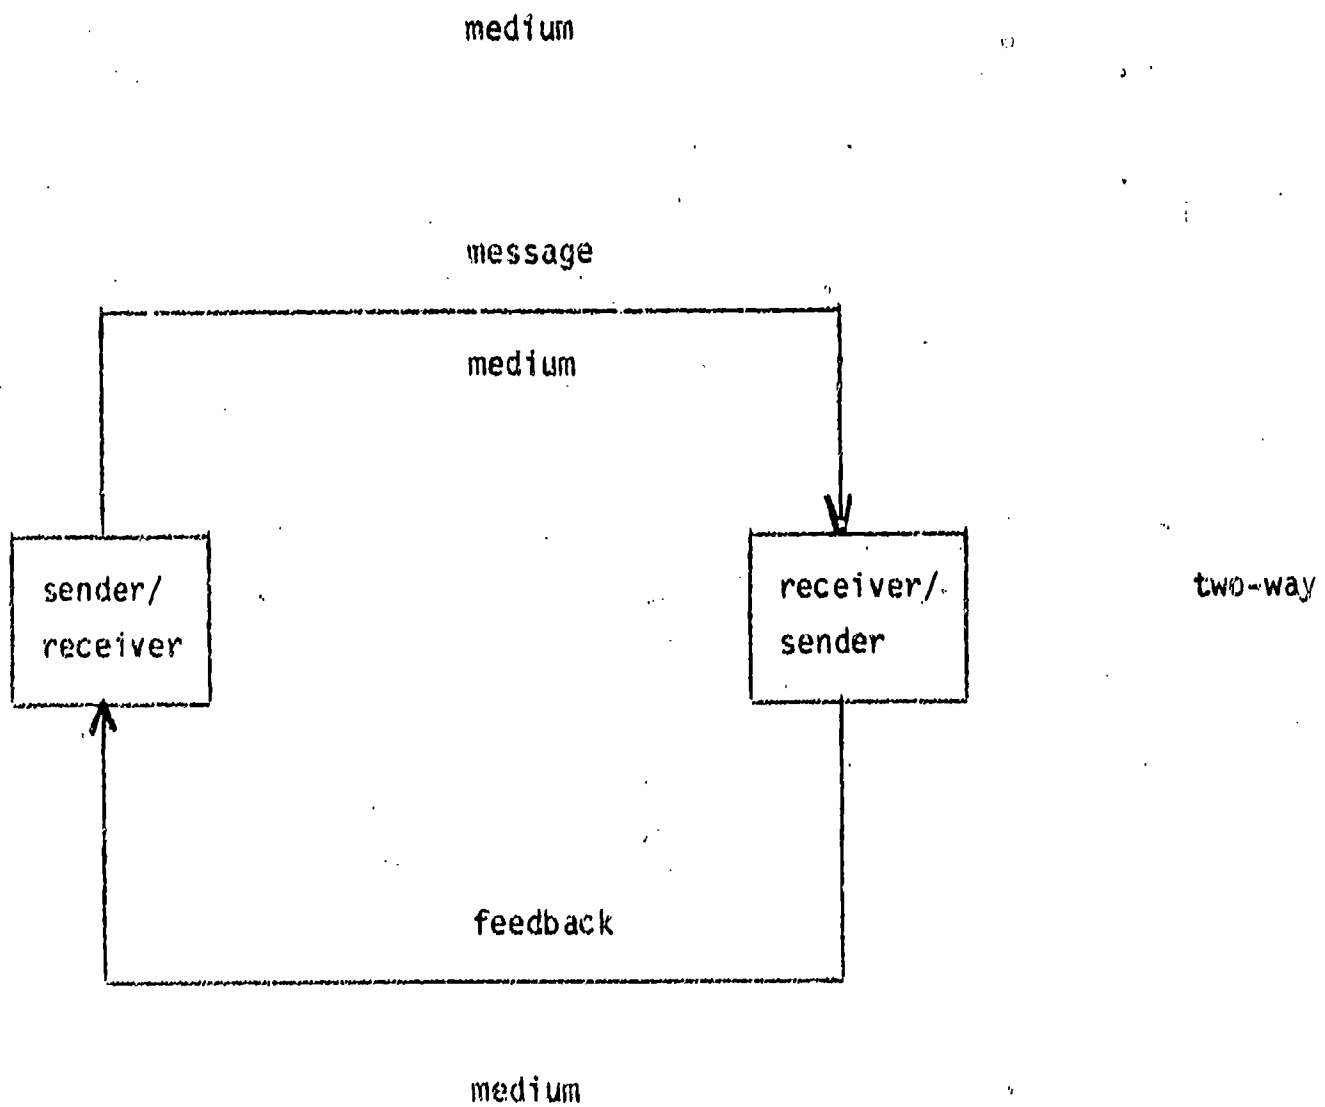 medium
message
medium
sender/
receiver
receiver/
sender
two-way
feedback
medium